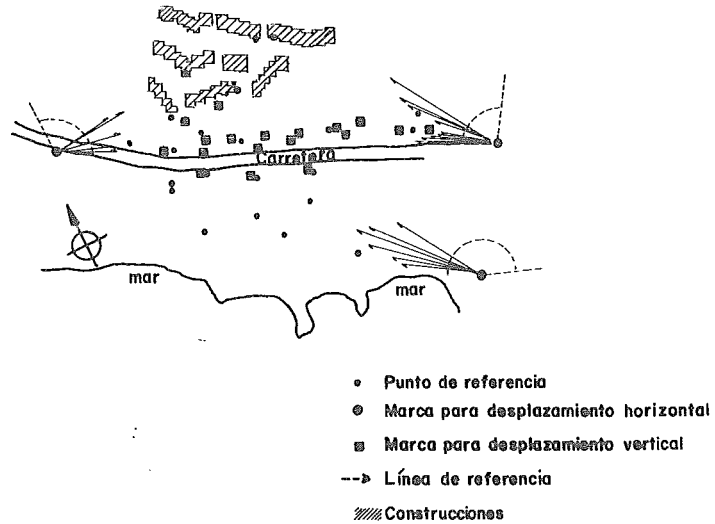 Carretera
mar
mar
Punto de referencia
Marca para desplazamiento horizontal
Marca para desplazamiento vertical
Línea de referencia
Construcciones